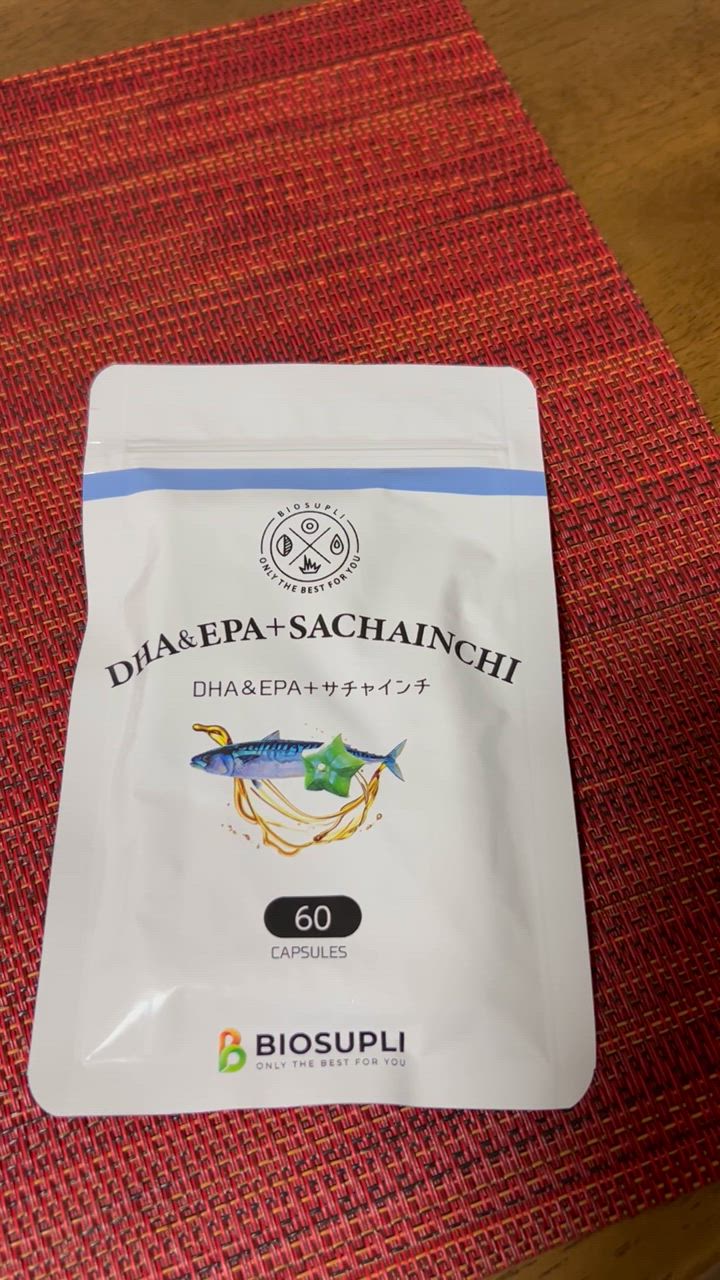 BIOSUPLI
ONLY THE BEST FOR YOU
DHA&EPA+SACHAINCHI
DHA&EPA+サチャインチ
60
CAPSULES
BIOSUPLI
ONLY THE BEST FOR YOU